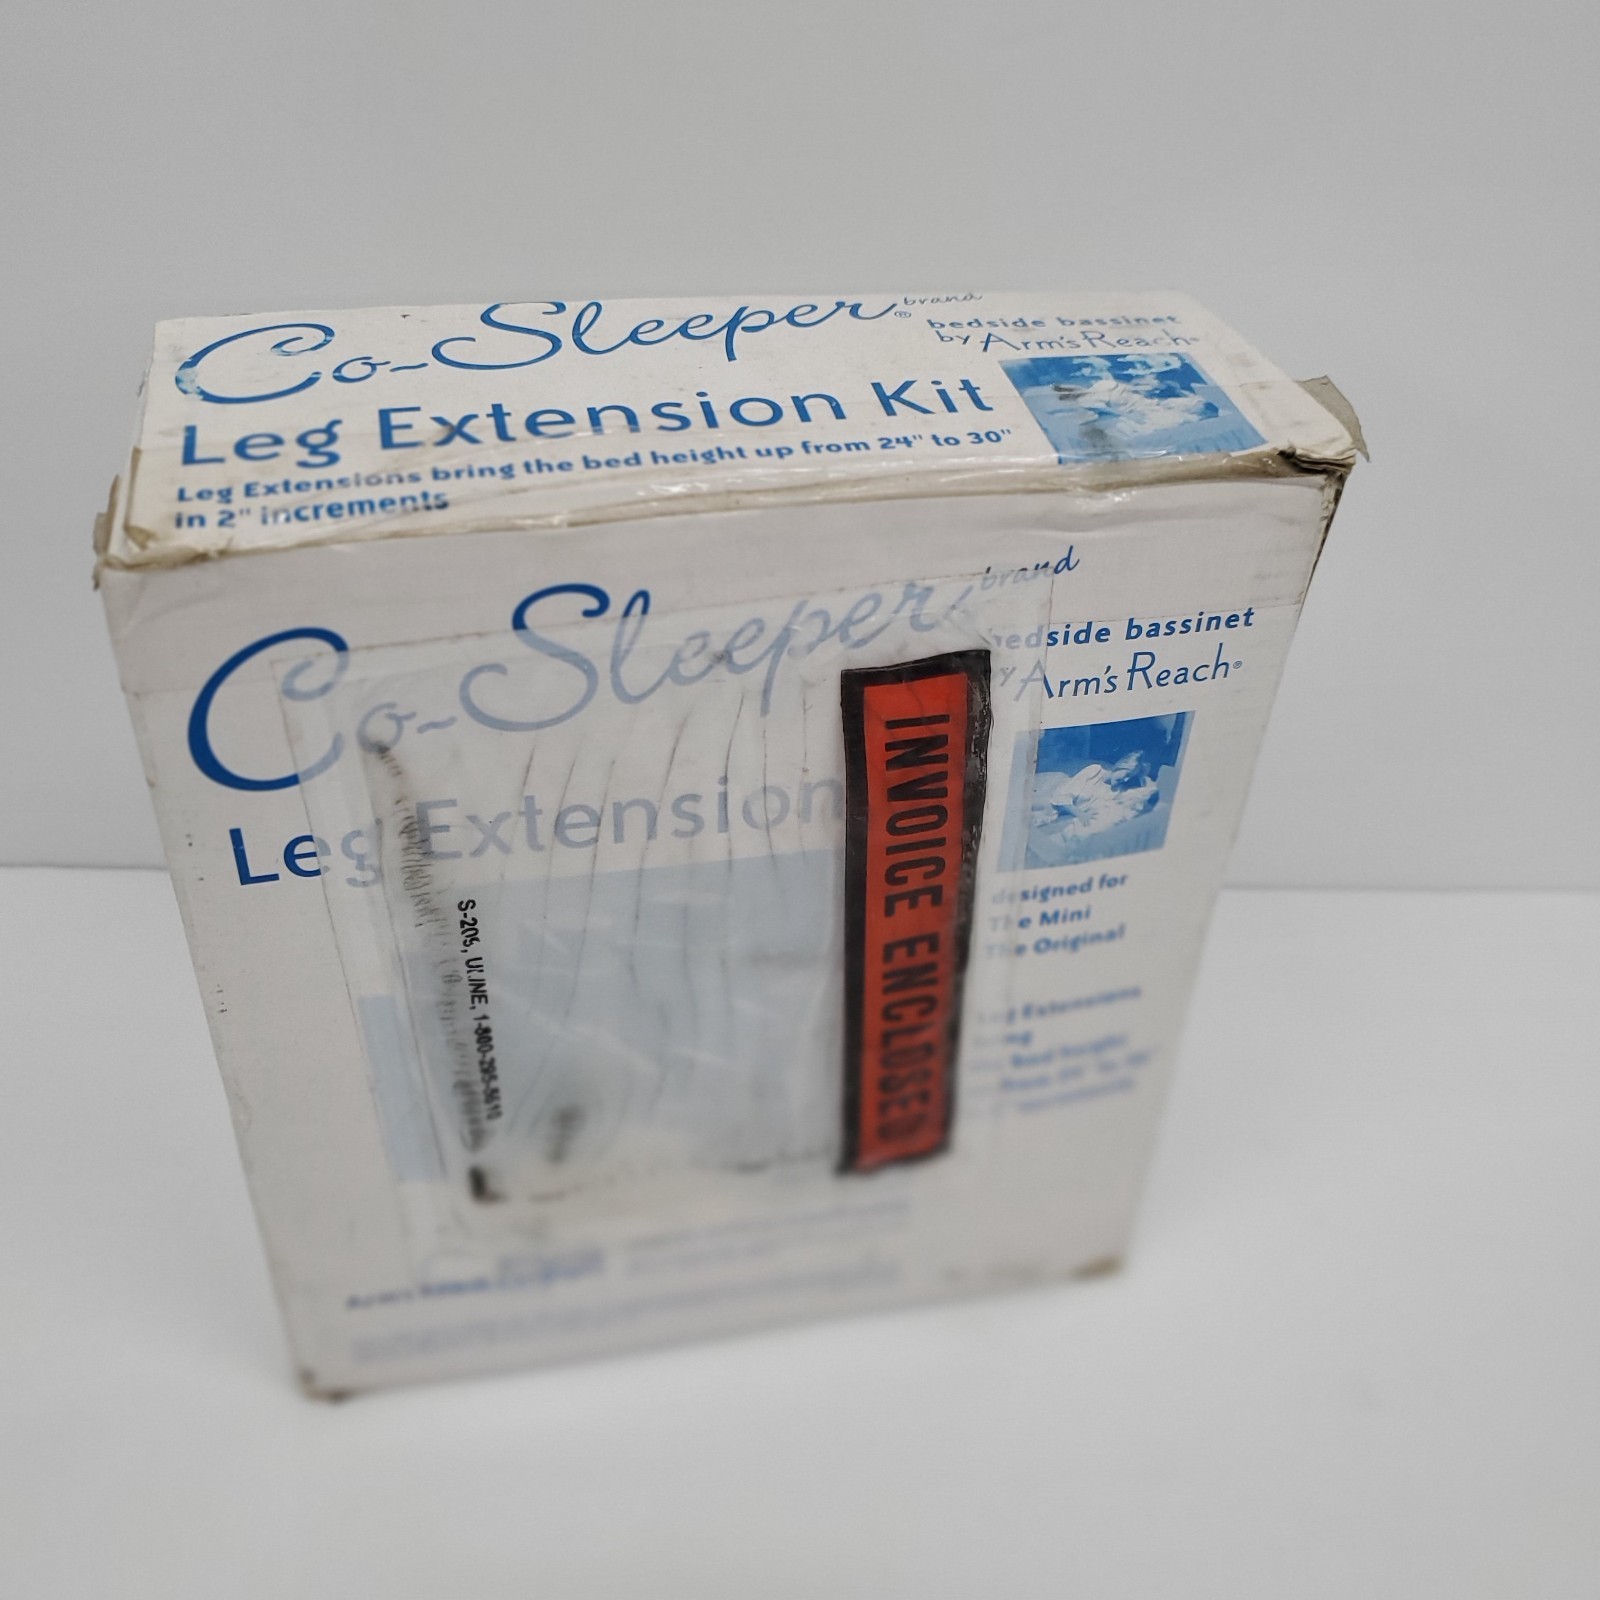 Co-Sleeper® brand
bedside bassinet
by Arm's Reach®
Leg Extension Kit
Leg Extensions bring the bed height up from 24" to 30"
in 2" increments
Co-Sleeper brand
bedside bassinet
by Arm's Reach®
Leg Extension
INVOICE ENCLOSED
S-205, ULINE, 1-800-295-5510
designed for
The Mini
The Original
Leg Extensions
bed height